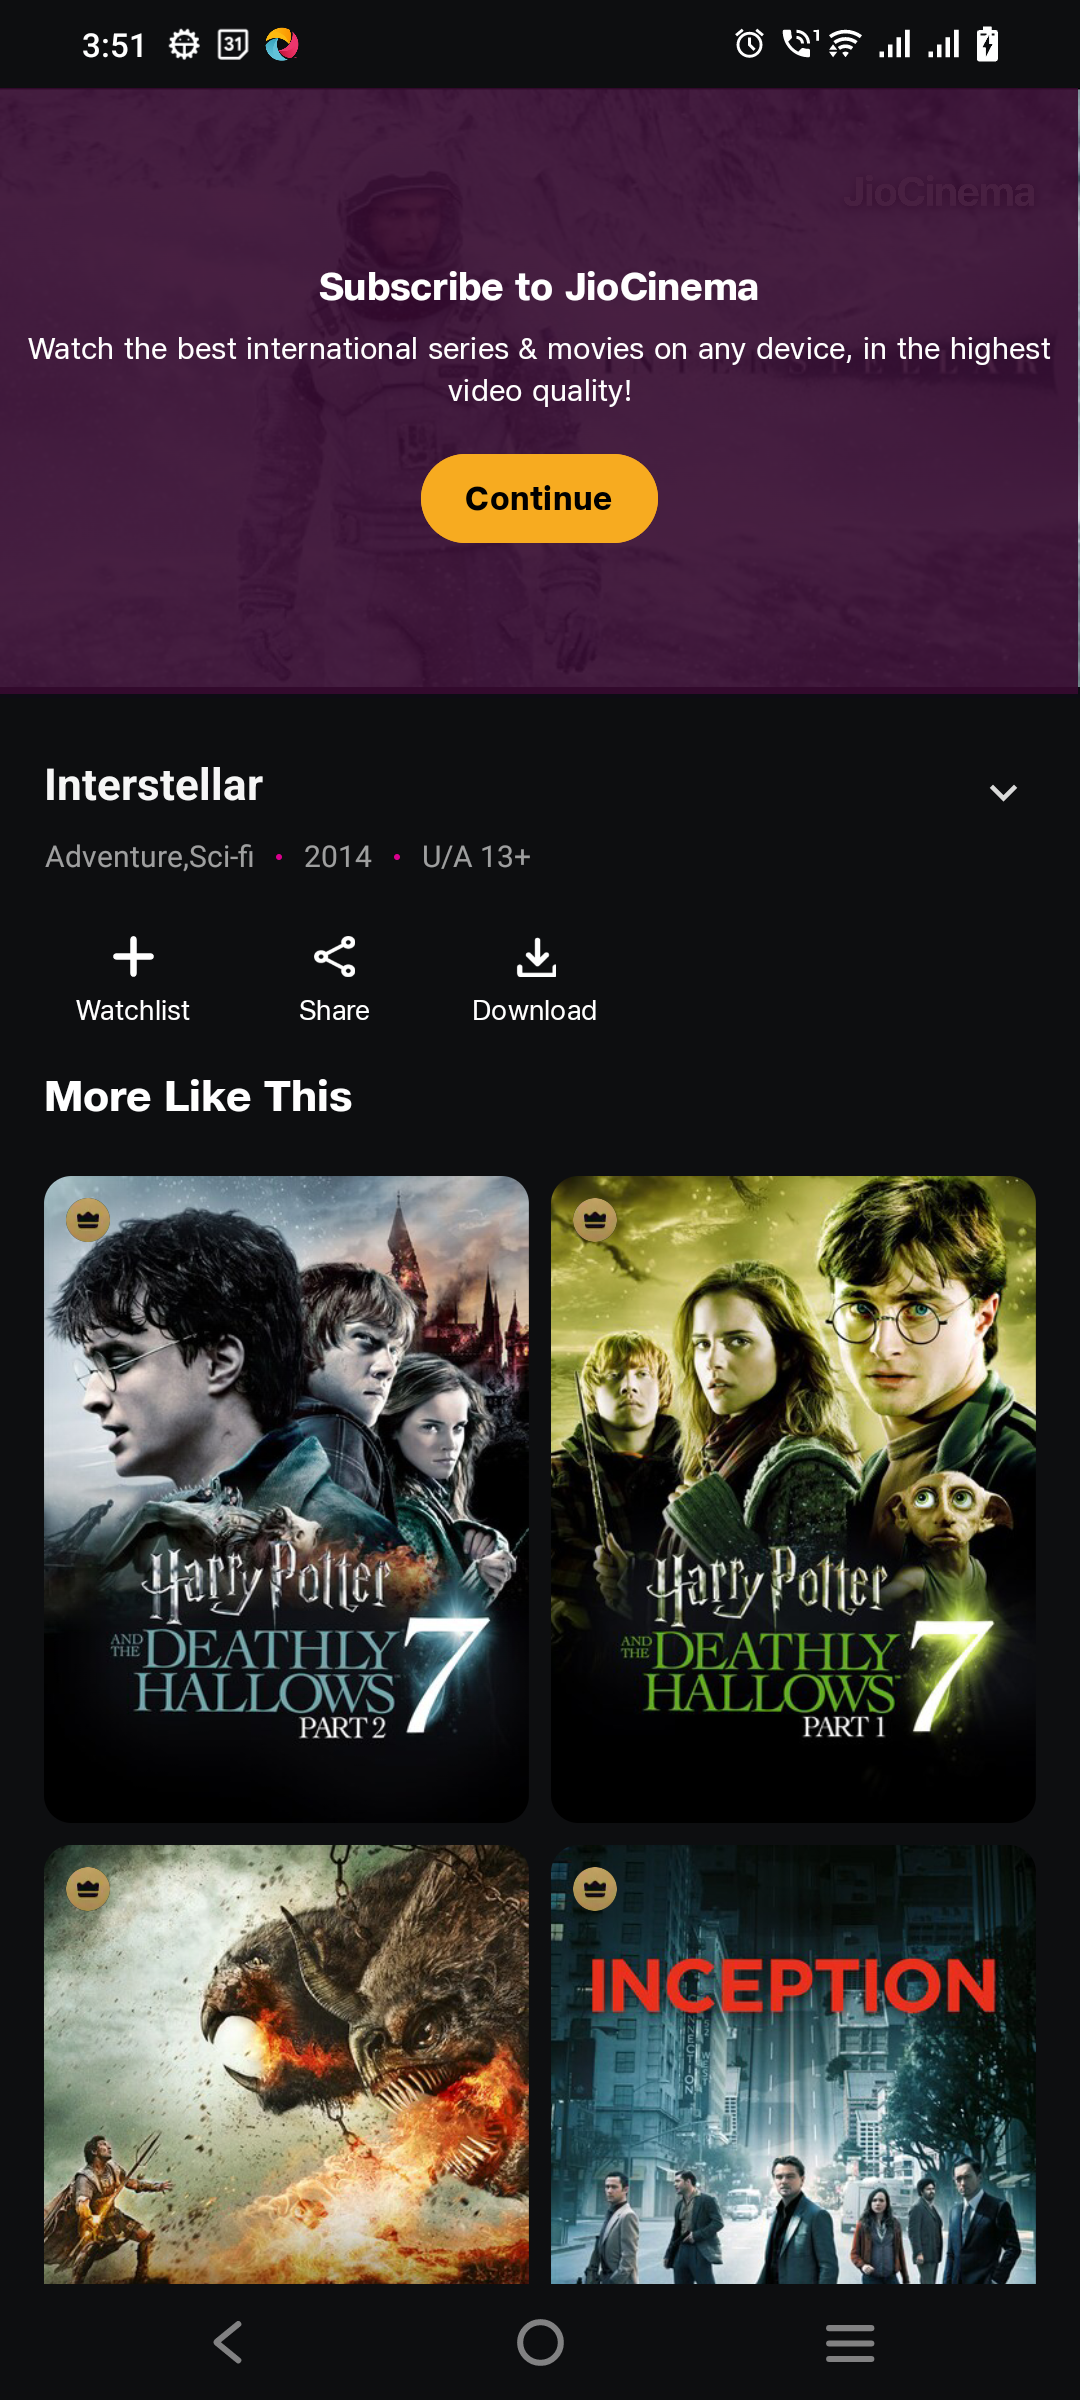 3:51
31
1
JioCinema
Subscribe to JioCinema
Watch the best international series & movies on any device, in the highest
video quality!
INTERSTELLAR
Continue
Interstellar
Adventure,Sci-fi • 2014 • U/A 13+
Watchlist
Share
Download
More Like This
Harry Potter
AND THE DEATHLY
HALLOWS 7
PART 2
Harry Potter
AND THE DEATHLY
HALLOWS 7
PART 1
INCEPTION